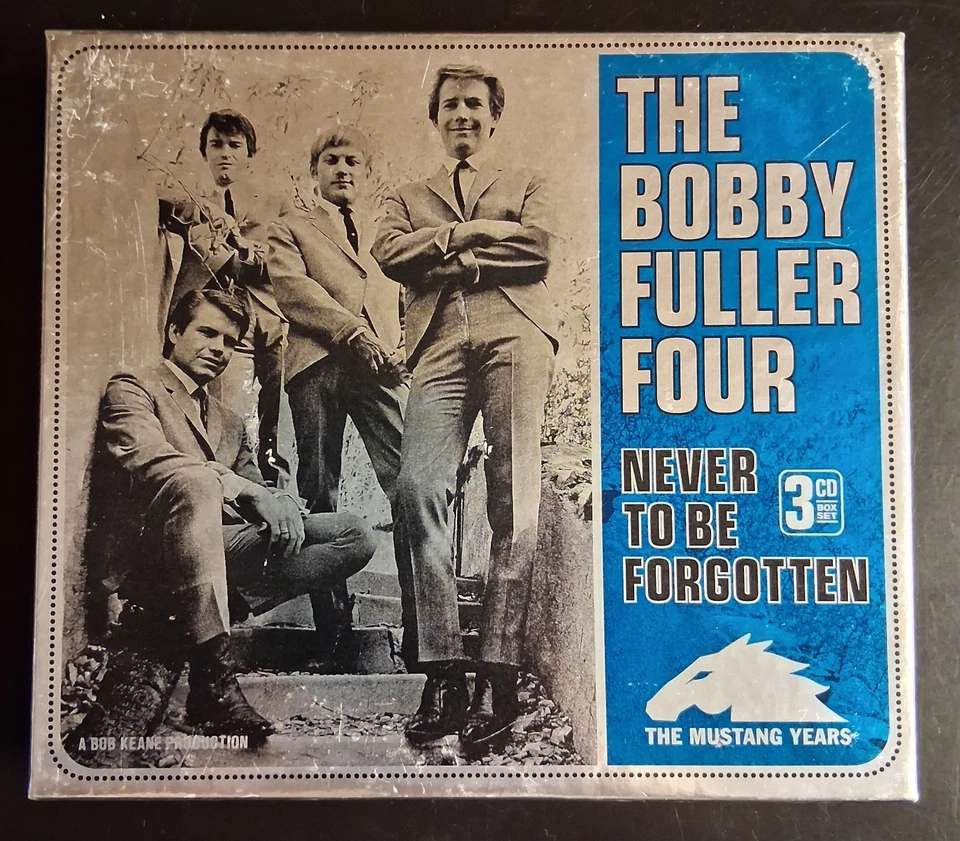 THE
BOBBY
FULLER
FOUR
NEVER
TO BE
FORGOTTEN
3 CD
BOX
SET
THE MUSTANG YEARS
A BOB KEANE PRODUCTION